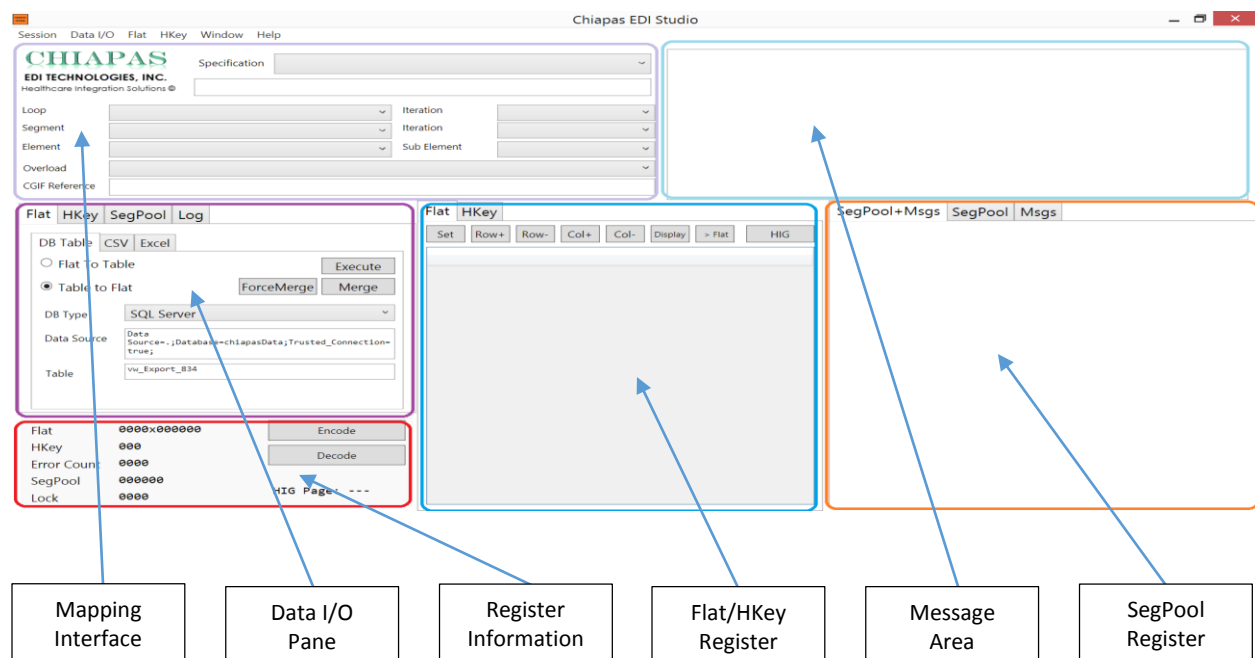 Chiapas EDI Studio
Session Data I/O Flat HKey Window Help
CHIAPAS
EDI TECHNOLOGIES, INC.
Healthcare Integration Solutions ©
Specification
Loop
Iteration
Segment
Iteration
Element
Sub Element
Overload
CGIF Reference
Flat HKey SegPool Log
DB Table CSV Excel
Flat To Table
Execute
Table to Flat
ForceMerge Merge
DB Type
SQL Server
Data Source
Data
Source=.;Database=chiapasData;Trusted_Connection=
true;
Table
vw_Export_834
Flat HKey
Set Row+ Row- Col+ Col- Display > Flat HIG
SegPool+Msgs SegPool Msgs
Flat 0000x000000
HKey 000
Error Count 0000
SegPool 000000
Lock 0000
Encode
Decode
HIG Page: ---
Mapping
Interface
Data I/O
Pane
Register
Information
Flat/HKey
Register
Message
Area
SegPool
Register